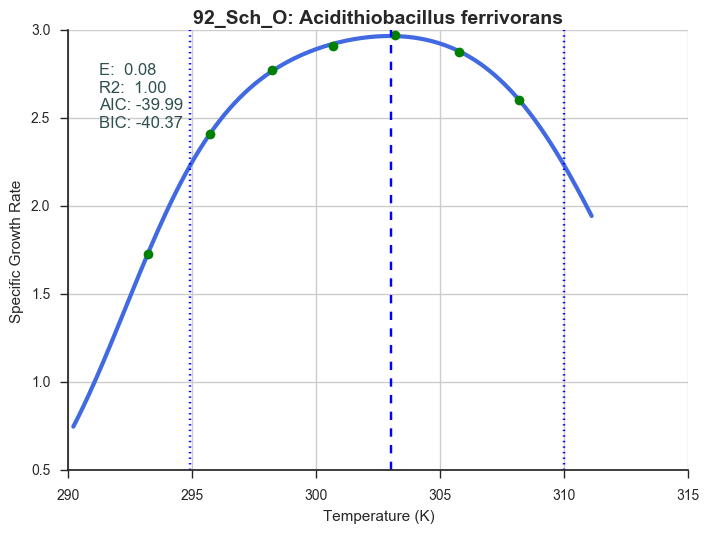 92_Sch_O: Acidithiobacillus ferrivorans
3.0
E:  0.08
R2:  1.00
AIC: -39.99
BIC: -40.37
2.5
2.0
1.5
1.0
0.5
Specific Growth Rate
290 295 300 305 310 315
Temperature (K)